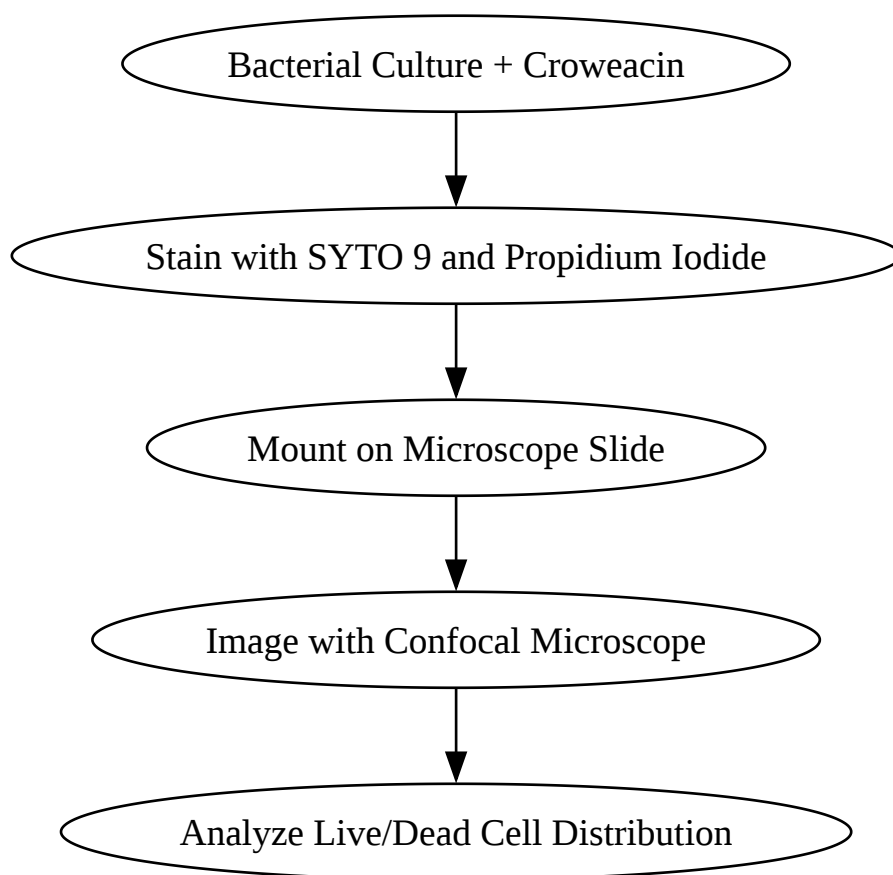 Bacterial Culture + Croweacin
Stain with SYTO 9 and Propidium Iodide
Mount on Microscope Slide
Image with Confocal Microscope
Analyze Live/Dead Cell Distribution